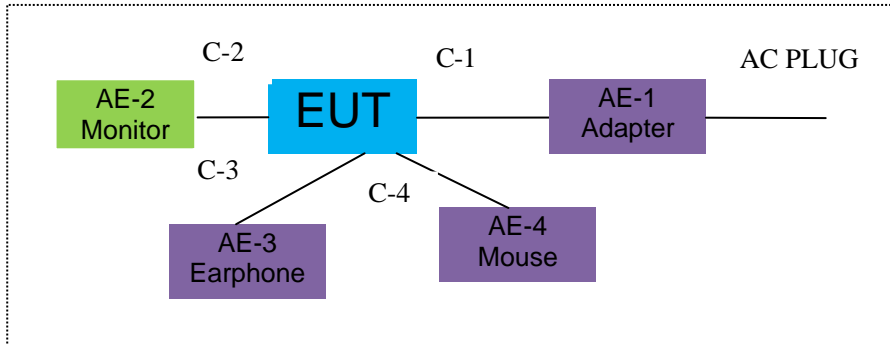 C-2
C-1
AC PLUG
AE-2
Monitor
EUT
AE-1
Adapter
C-3
C-4
AE-3
Earphone
AE-4
Mouse